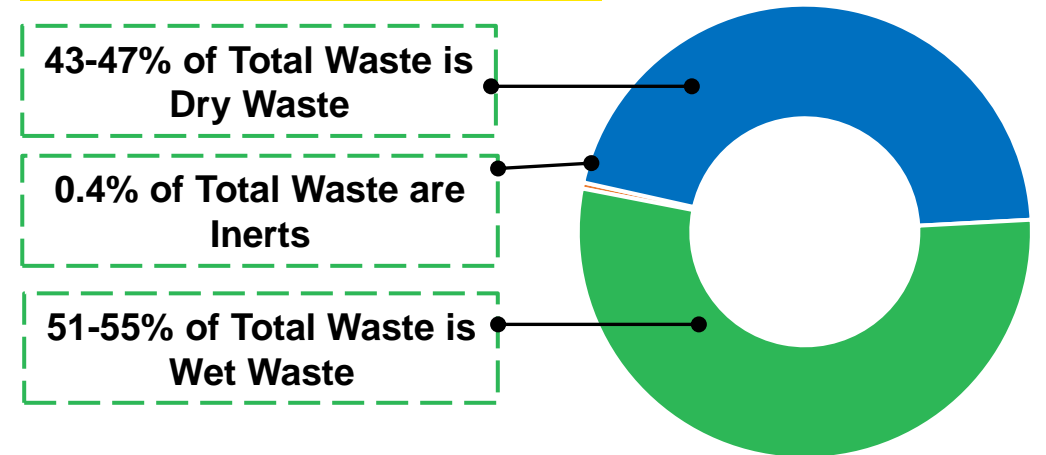 43-47% of Total Waste is
Dry Waste
0.4% of Total Waste are
Inerts
51-55% of Total Waste is
Wet Waste